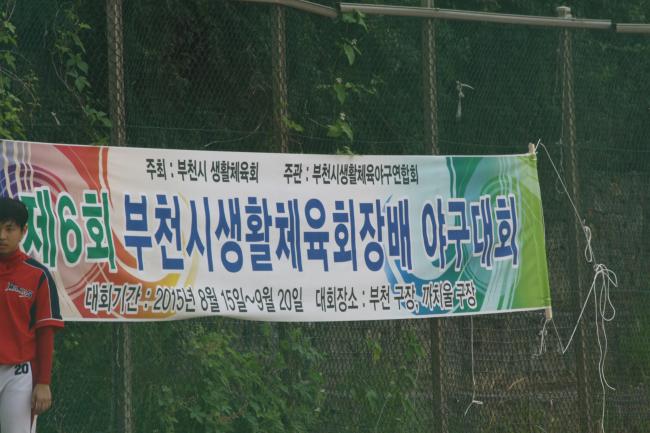 주최 : 부천시 생활체육회 주관 : 부천시생활체육야구연합회
제6회 부천시생활체육회장배 야구대회
대회기간 : 2015년 8월 15일~9월 20일 대회장소 : 부천 구장, 까치울 구장
20